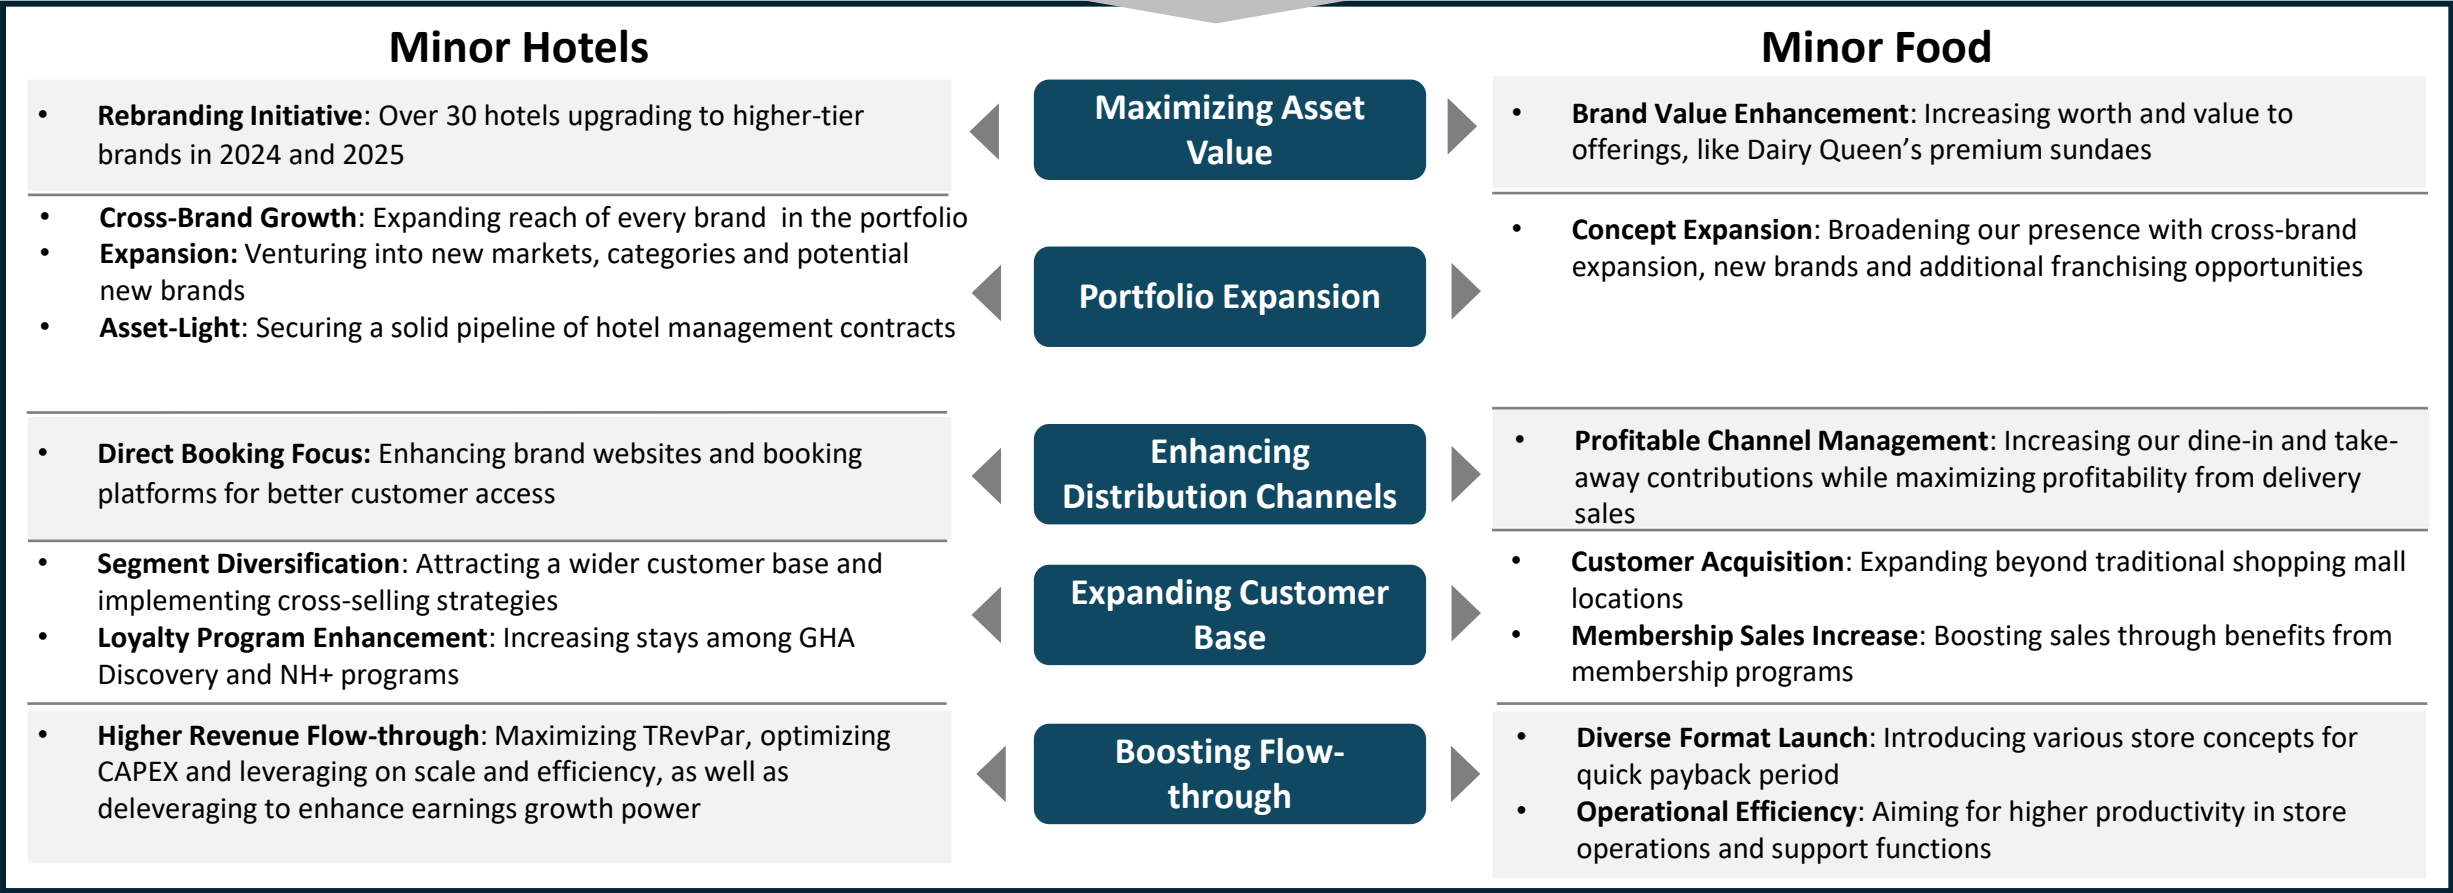 Minor Hotels
Minor Food
• Rebranding Initiative: Over 30 hotels upgrading to higher-tier
brands in 2024 and 2025
Maximizing Asset
Value
• Brand Value Enhancement: Increasing worth and value to
offerings, like Dairy Queen’s premium sundaes
• Cross-Brand Growth: Expanding reach of every brand  in the portfolio
• Expansion: Venturing into new markets, categories and potential
new brands
• Asset-Light: Securing a solid pipeline of hotel management contracts
Portfolio Expansion
• Concept Expansion: Broadening our presence with cross-brand
expansion, new brands and additional franchising opportunities
• Direct Booking Focus: Enhancing brand websites and booking
platforms for better customer access
Enhancing
Distribution Channels
• Profitable Channel Management: Increasing our dine-in and take-
away contributions while maximizing profitability from delivery
sales
• Segment Diversification: Attracting a wider customer base and
implementing cross-selling strategies
• Loyalty Program Enhancement: Increasing stays among GHA
Discovery and NH+ programs
Expanding Customer
Base
• Customer Acquisition: Expanding beyond traditional shopping mall
locations
• Membership Sales Increase: Boosting sales through benefits from
membership programs
• Higher Revenue Flow-through: Maximizing TRevPar, optimizing
CAPEX and leveraging on scale and efficiency, as well as
deleveraging to enhance earnings growth power
Boosting Flow-
through
• Diverse Format Launch: Introducing various store concepts for
quick payback period
• Operational Efficiency: Aiming for higher productivity in store
operations and support functions